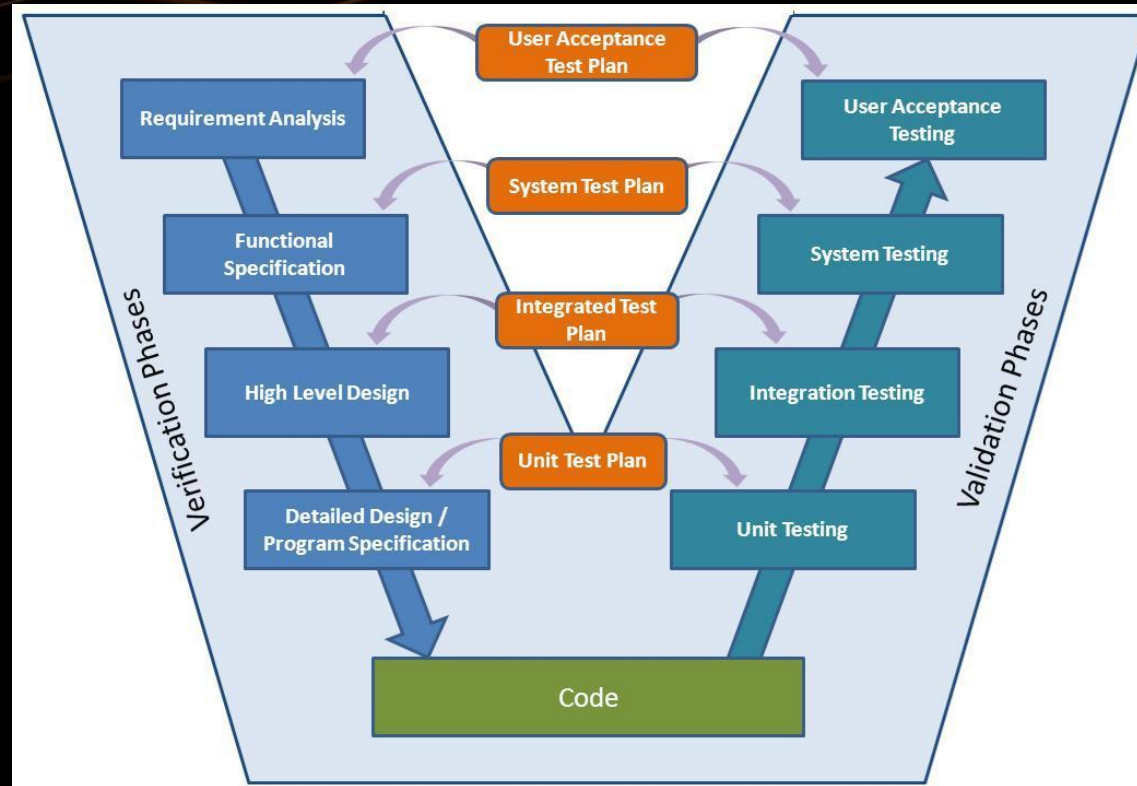 User Acceptance
Test Plan
Requirement Analysis
User Acceptance
Testing
System Test Plan
Functional
Specification
System Testing
Integrated Test
Plan
High Level Design
Integration Testing
Unit Test Plan
Detailed Design /
Program Specification
Unit Testing
Code
Verification Phases
Validation Phases